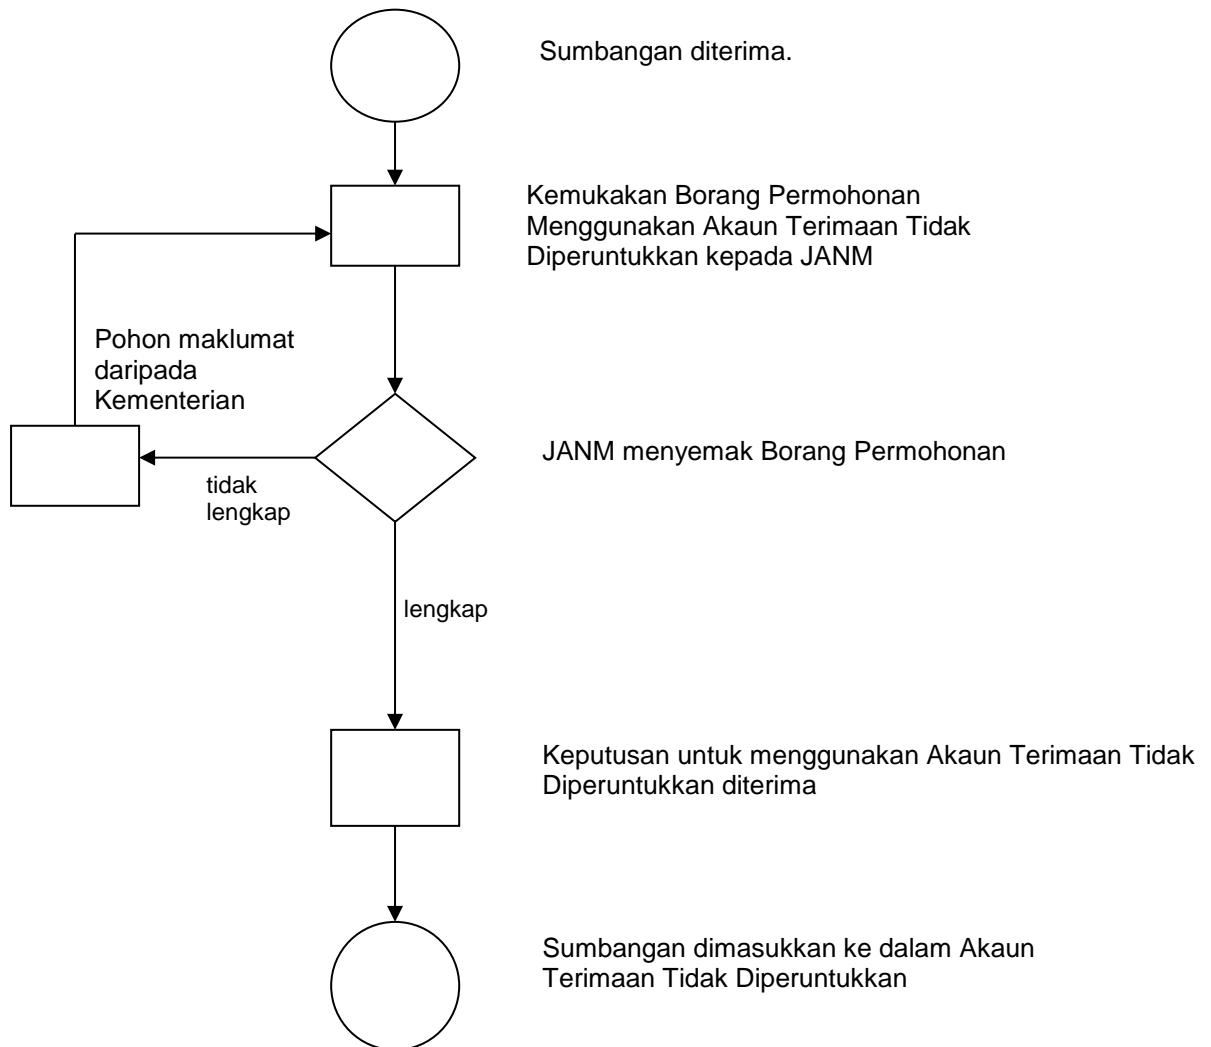 Sumbangan diterima.
Kemukakan Borang Permohonan
Menggunakan Akaun Terimaan Tidak
Diperuntukkan kepada JANM
Pohon maklumat
daripada
Kementerian
JANM menyemak Borang Permohonan
tidak
lengkap
lengkap
Keputusan untuk menggunakan Akaun Terimaan Tidak
Diperuntukkan diterima
Sumbangan dimasukkan ke dalam Akaun
Terimaan Tidak Diperuntukkan